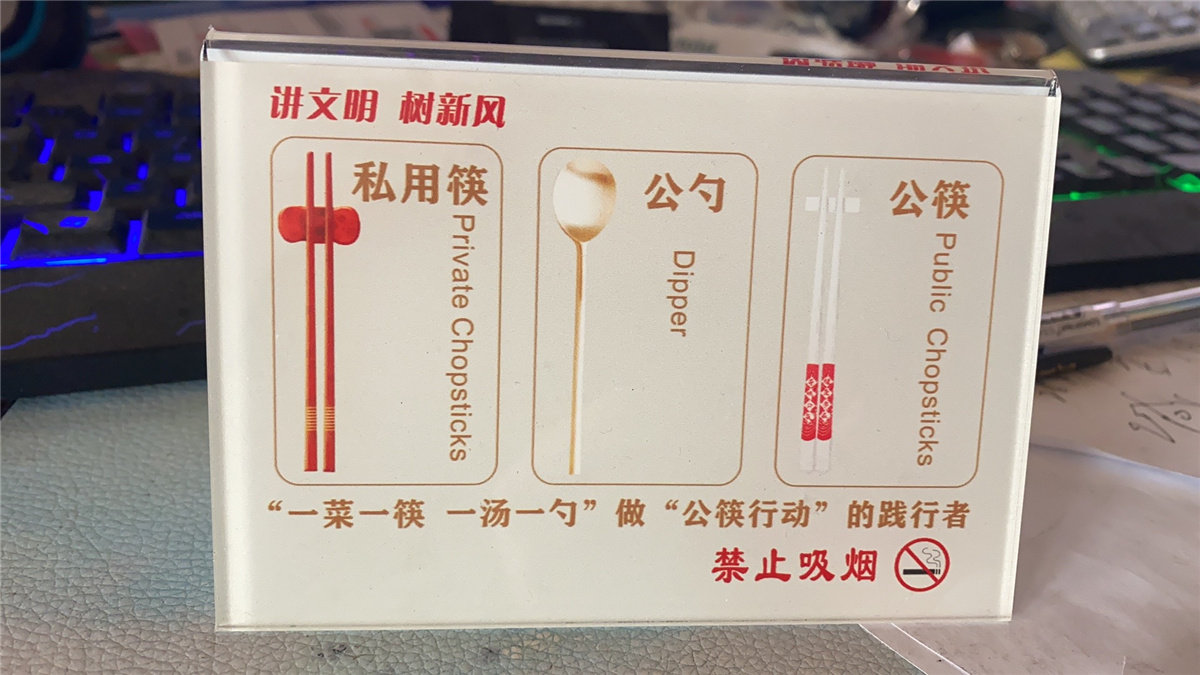 讲文明 树新风
私用筷
Private Chopsticks
公勺
Dipper
公筷
Public Chopsticks
“一菜一筷 一汤一勺”做“公筷行动”的践行者
禁止吸烟